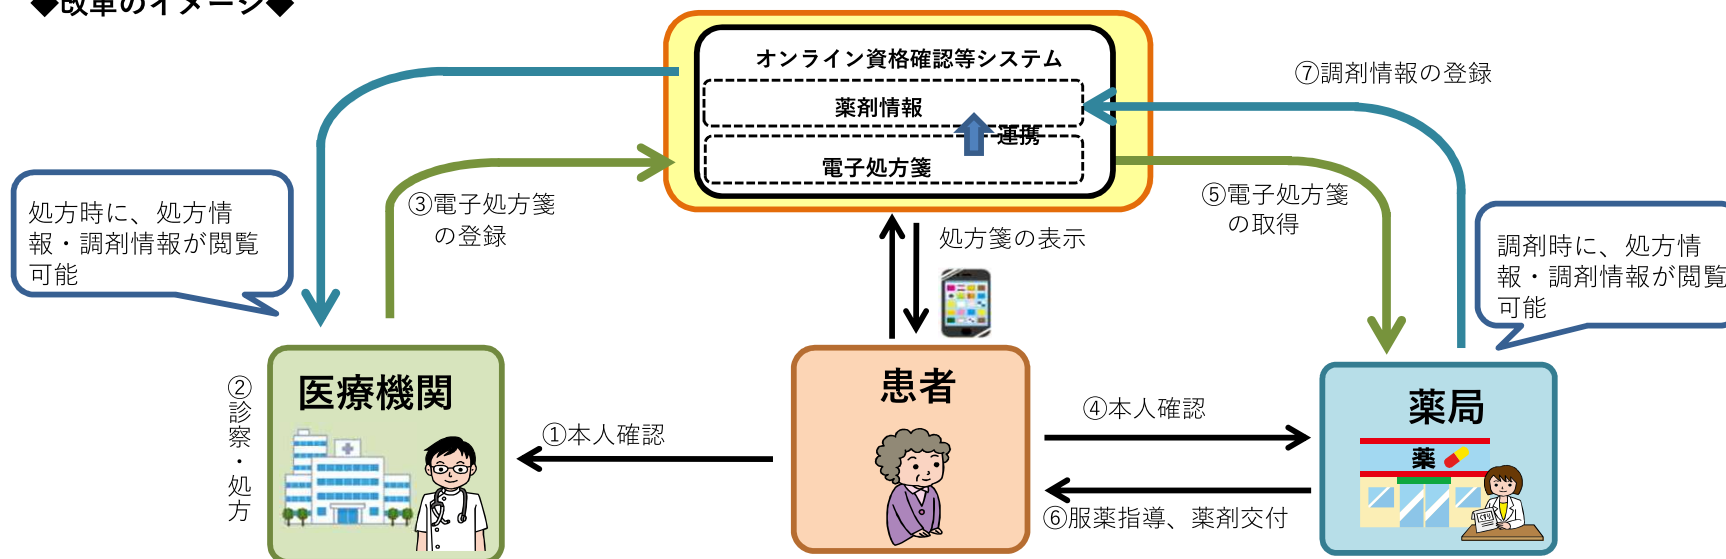 ◆改革のイメージ◆
オンライン資格確認等システム
薬剤情報
連携
電子処方箋
⑦調剤情報の登録
処方時に、処方情
報・調剤情報が閲覧
可能
③電子処方箋
の登録
処方箋の表示
⑤電子処方箋
の取得
調剤時に、処方情
報・調剤情報が閲覧
可能
②診察・処方
医療機関
①本人確認
患者
④本人確認
⑥服薬指導、薬剤交付
薬局
薬